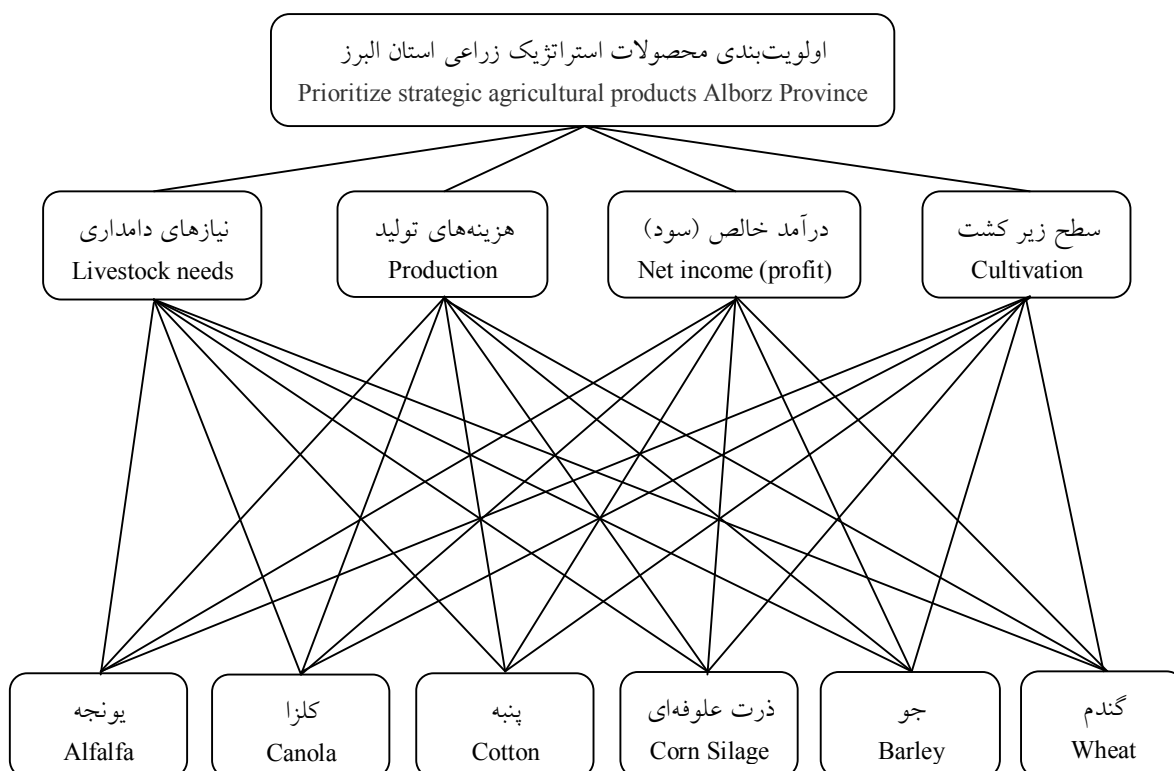 اولویت‌بندی محصولات استراتژیک زراعی استان البرز
Prioritize strategic agricultural products Alborz Province
نیازهای دامداری
Livestock needs
هزینه‌های تولید
Production
درآمد خالص (سود)
Net income (profit)
سطح زیر کشت
Cultivation
یونجه
Alfalfa
کلزا
Canola
پنبه
Cotton
ذرت علوفه‌ای
Corn Silage
جو
Barley
گندم
Wheat